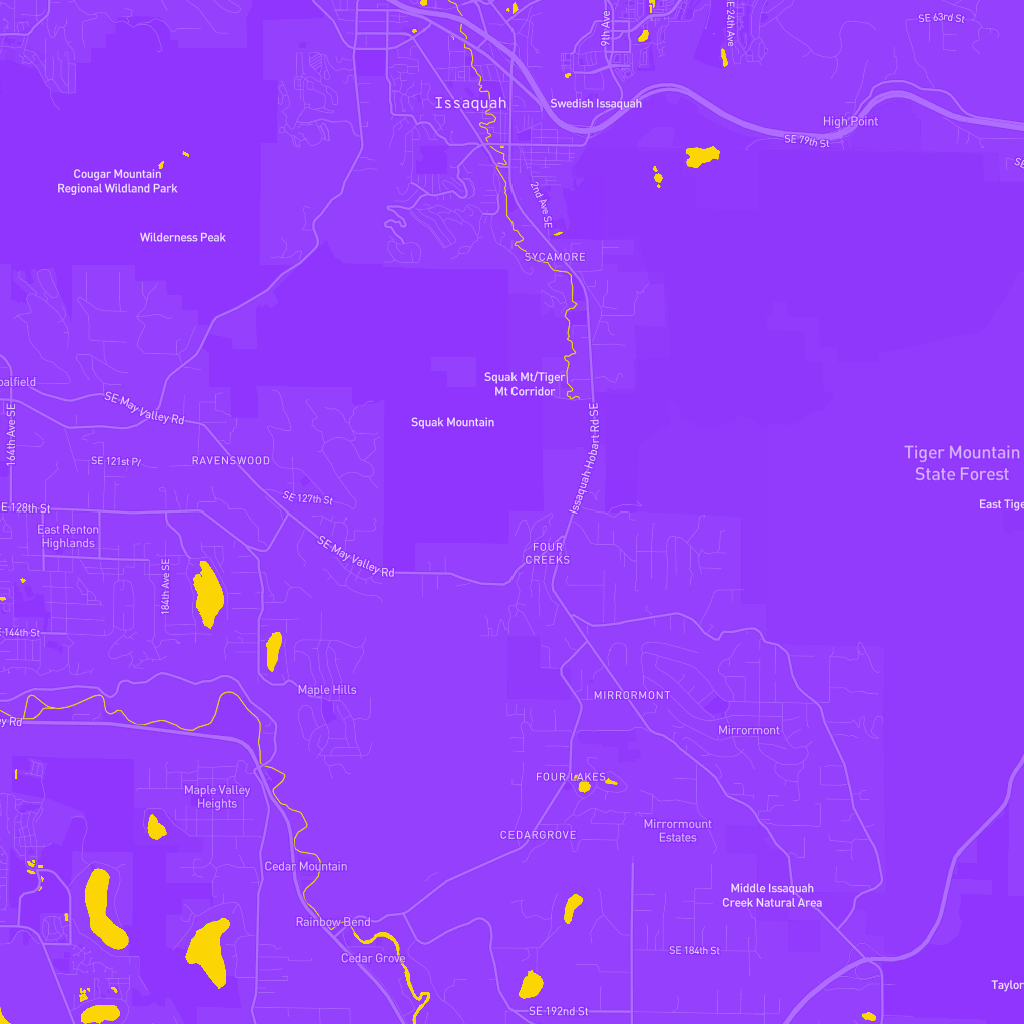 SE 63rd St
9th Ave
SE 24th Ave
Issaquah
Swedish Issaquah
High Point
SE 79th St
Cougar Mountain
Regional Wildland Park
2nd Ave SE
Wilderness Peak
SYCAMORE
Squak Mt/Tiger
Mt Corridor
oalfield
SE May Valley Rd
164th Ave SE
Squak Mountain
Issaquah Hobart Rd SE
RAVENSWOOD
SE 121st Pl
Tiger Mountain
State Forest
SE 127th St
East Tige
E 128th St
East Renton
Highlands
SE May Valley Rd
FOUR
CREEKS
184th Ave SE
E 144th St
Maple Hills
MIRRORMONT
ey Rd
Mirrormont
FOUR LAKES
Maple Valley
Heights
Mirrormount
Estates
CEDARGROVE
Cedar Mountain
Middle Issaquah
Creek Natural Area
Rainbow Bend
SE 184th St
Cedar Grove
Taylor
SE 192nd St